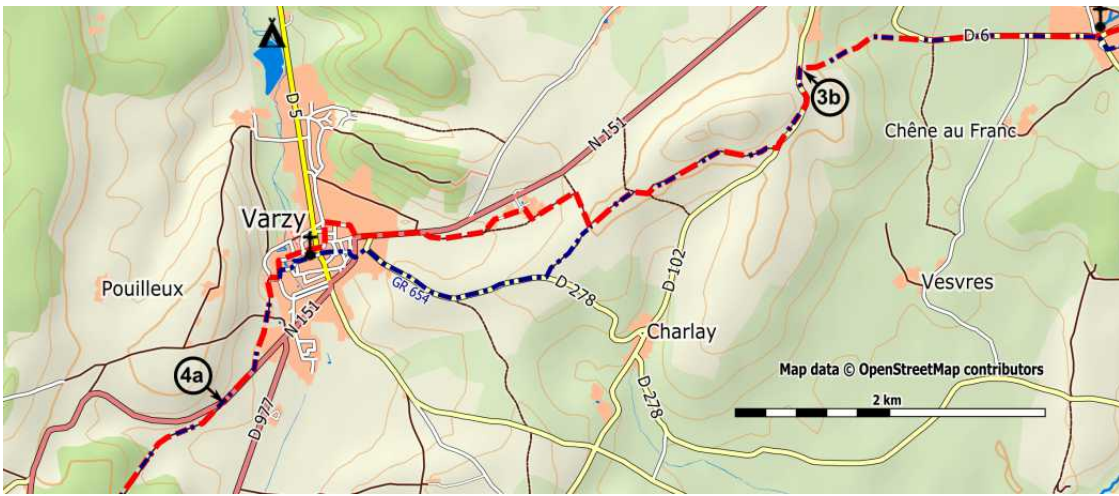 D 6
3b
D 5
N 151
Chêne au Franc
Varzy
D 102
Pouilleux
GR 654
D 278
Vesvres
N 151
Charlay
4a
Map data © OpenStreetMap contributors
D 977
D 278
2 km